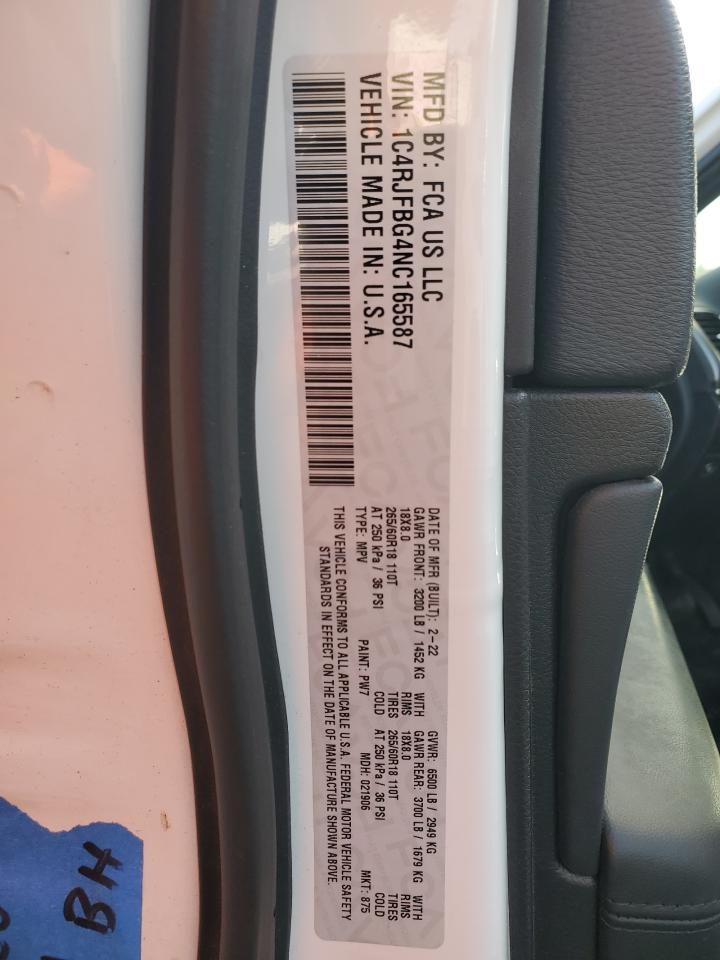 MFD BY: FCA US LLC
VIN: 1C4RJFBG4NC165587
VEHICLE MADE IN: U.S.A.
DATE OF MFR (BUILT): 2-22 GVWR: 6500 LB / 2949 KG
GAWR FRONT: 3200 LB / 1452 KG WITH GAWR REAR: 3700 LB / 1679 KG WITH
18X8.0 RIMS 18X8.0 RIMS
265/60R18 110T TIRES 265/60R18 110T TIRES
AT 250 kPa / 36 PSI COLD AT 250 kPa / 36 PSI COLD
TYPE: MPV PAINT: PW7 MDH: 021906 MKT: 875
THIS VEHICLE CONFORMS TO ALL APPLICABLE U.S.A. FEDERAL MOTOR VEHICLE SAFETY
STANDARDS IN EFFECT ON THE DATE OF MANUFACTURE SHOWN ABOVE.
BH